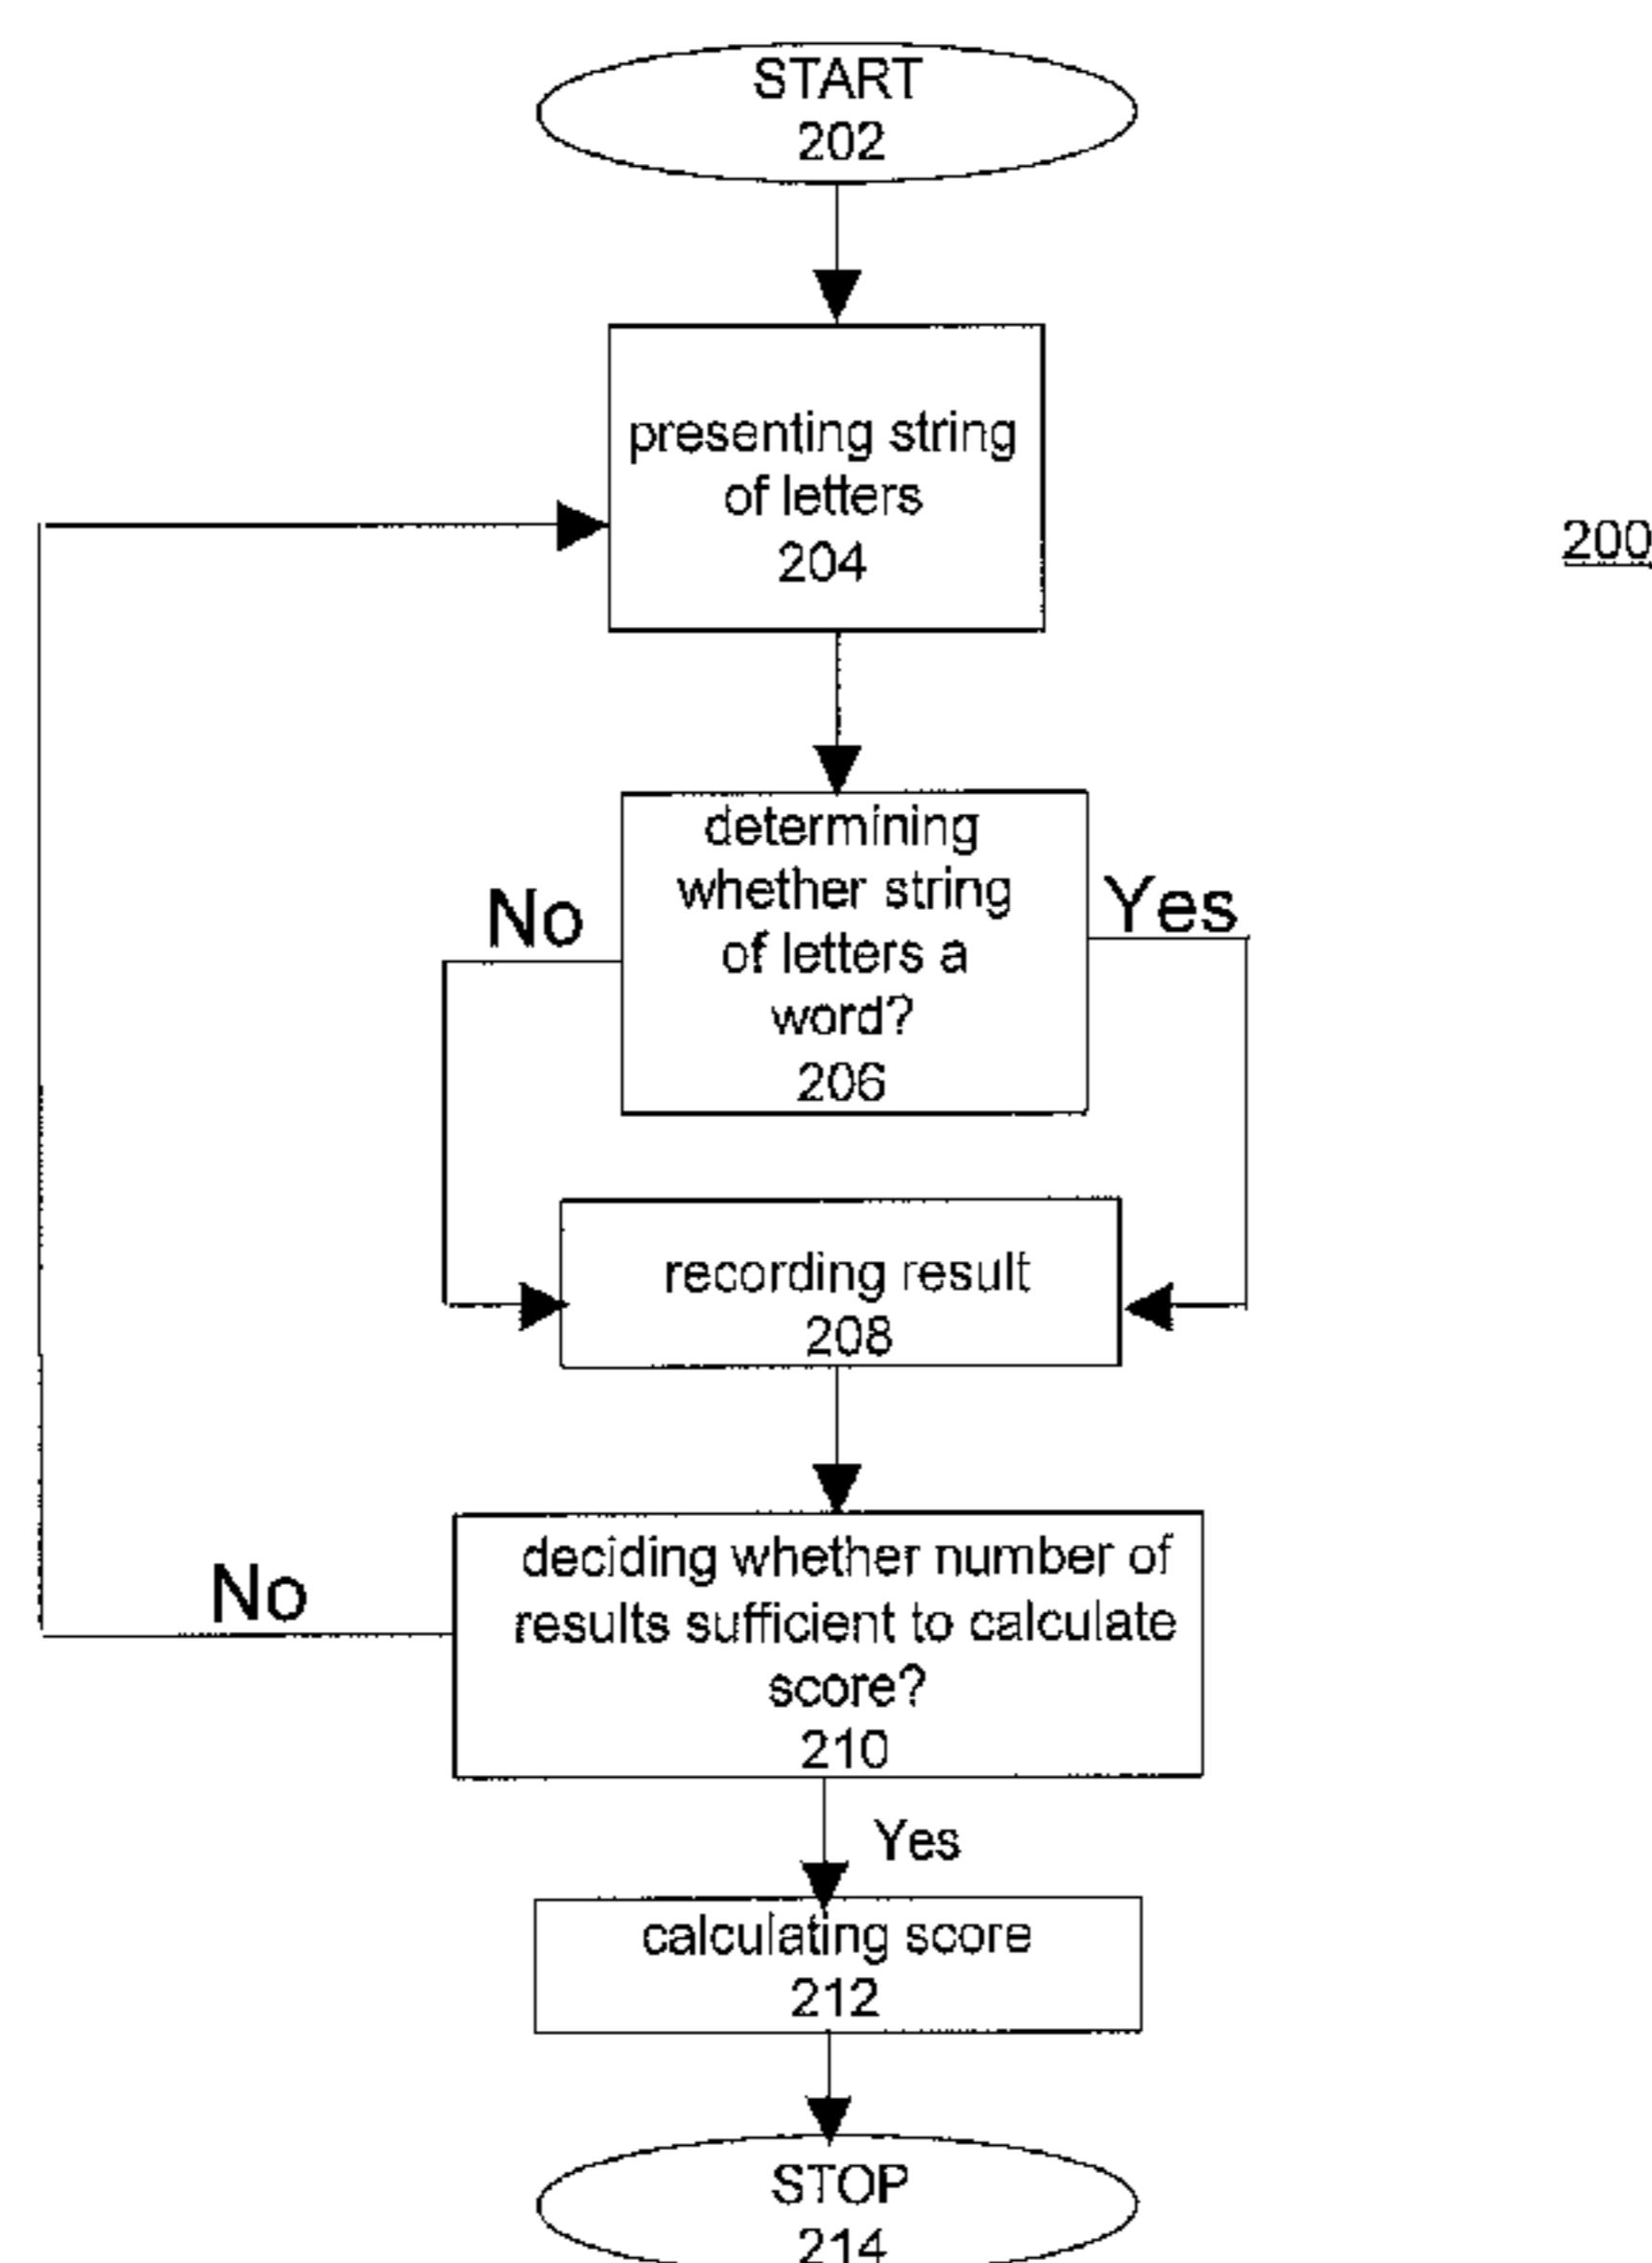 START
202
presenting string
of letters
204
200
determining
whether string
of letters a
word?
206
No
Yes
recording result
208
deciding whether number of
results sufficient to calculate
score?
210
No
Yes
calculating score
212
STOP
214